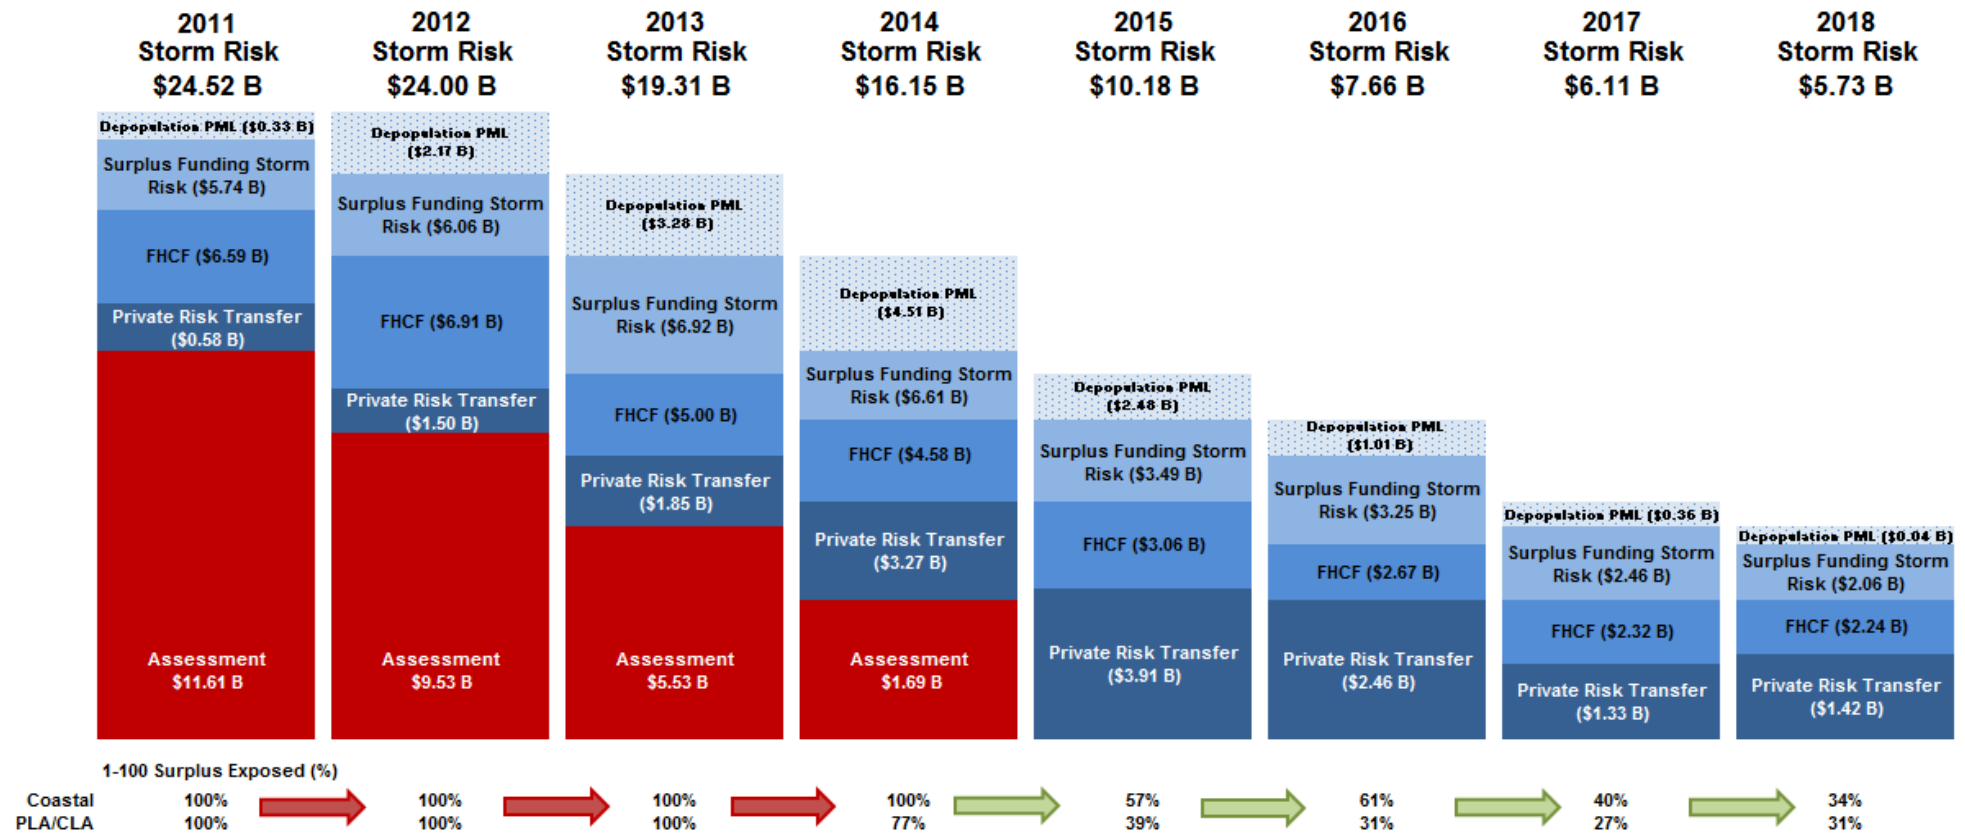 2011
Storm Risk
$24.52 B
2012
Storm Risk
$24.00 B
2013
Storm Risk
$19.31 B
2014
Storm Risk
$16.15 B
2015
Storm Risk
$10.18 B
2016
Storm Risk
$7.66 B
2017
Storm Risk
$6.11 B
2018
Storm Risk
$5.73 B
Depopulation PML ($0.33 B)
Surplus Funding Storm
Risk ($5.74 B)
FHCF ($6.59 B)
Private Risk Transfer
($0.58 B)
Assessment
$11.61 B
Depopulation PML
($2.17 B)
Surplus Funding Storm
Risk ($6.06 B)
FHCF ($6.91 B)
Private Risk Transfer
($1.50 B)
Assessment
$9.53 B
Depopulation PML
($3.28 B)
Surplus Funding Storm
Risk ($6.92 B)
FHCF ($5.00 B)
Private Risk Transfer
($1.85 B)
Assessment
$5.53 B
Depopulation PML
($4.51 B)
Surplus Funding Storm
Risk ($6.61 B)
FHCF ($4.58 B)
Private Risk Transfer
($3.27 B)
Assessment
$1.69 B
Depopulation PML
($2.48 B)
Surplus Funding Storm
Risk ($3.49 B)
FHCF ($3.06 B)
Private Risk Transfer
($3.91 B)
Depopulation PML
($1.01 B)
Surplus Funding Storm
Risk ($3.25 B)
FHCF ($2.67 B)
Private Risk Transfer
($2.46 B)
Depopulation PML ($0.36 B)
Surplus Funding Storm
Risk ($2.46 B)
FHCF ($2.32 B)
Private Risk Transfer
($1.33 B)
Depopulation PML ($0.04 B)
Surplus Funding Storm
Risk ($2.06 B)
FHCF ($2.24 B)
Private Risk Transfer
($1.42 B)
1-100 Surplus Exposed (%)
Coastal 100% 100% 100% 100% 57% 61% 40% 34%
PLA/CLA 100% 100% 100% 77% 39% 31% 27% 31%